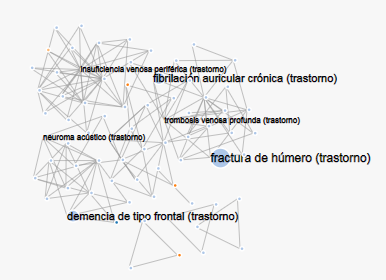 insuficiencia venosa periférica (trastorno)
fibrilación auricular crónica (trastorno)
trombosis venosa profunda (trastorno)
neuroma acústico (trastorno)
fractura de húmero (trastorno)
demencia de tipo frontal (trastorno)